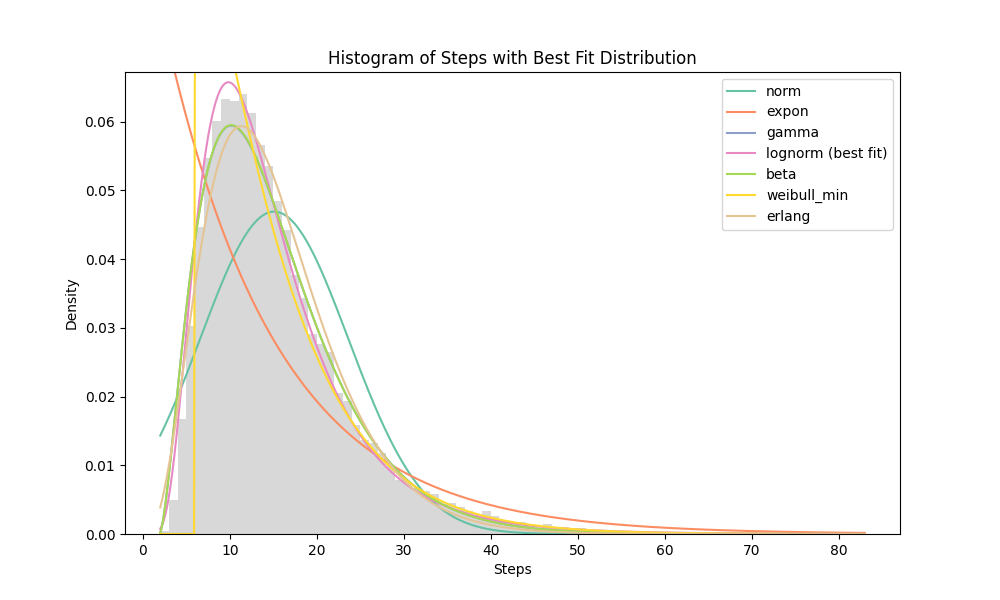 Histogram of Steps with Best Fit Distribution
norm
expon
gamma
lognorm (best fit)
beta
weibull_min
erlang
Density
0.06
0.05
0.04
0.03
0.02
0.01
0.00
0 10 20 30 40 50 60 70 80
Steps